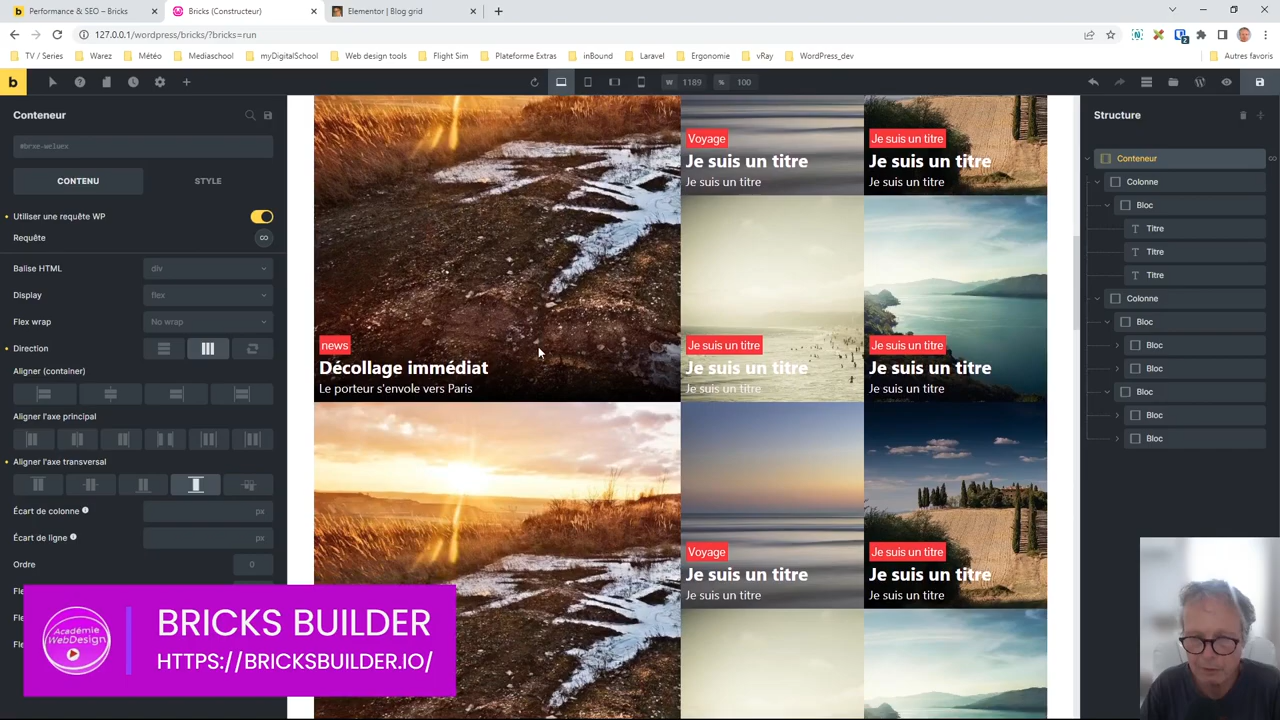 Performance & SEO – Bricks
Bricks (Constructeur)
Elementor | Blog grid
127.0.0.1/wordpress/bricks/?bricks=run
TV / Series
Warez
Météo
Mediaschool
myDigitalSchool
Web design tools
Flight Sim
Plateforme Extras
inBound
Laravel
Ergonomie
vRay
WordPress_dev
Autres favoris
b
W 1189 % 100
Conteneur
#brxe-weluex
CONTENU
STYLE
Utiliser une requête WP
Requête
Balise HTML
div
Display
flex
Flex wrap
No wrap
Direction
Aligner (container)
Aligner l'axe principal
Aligner l'axe transversal
Écart de colonne
px
Écart de ligne
px
Ordre
0
Fle
Fle
Fle
Voyage
Je suis un titre
Je suis un titre
Je suis un titre
Je suis un titre
Je suis un titre
news
Décollage immédiat
Le porteur s'envole vers Paris
Je suis un titre
Je suis un titre
Je suis un titre
Je suis un titre
Je suis un titre
Je suis un titre
Voyage
Je suis un titre
Je suis un titre
Je suis un titre
Je suis un titre
Je suis un titre
Structure
Conteneur
Colonne
Bloc
Titre
Titre
Titre
Colonne
Bloc
Bloc
Bloc
Bloc
Bloc
Bloc
Académie
WebDesign
BRICKS BUILDER
HTTPS://BRICKSBUILDER.IO/